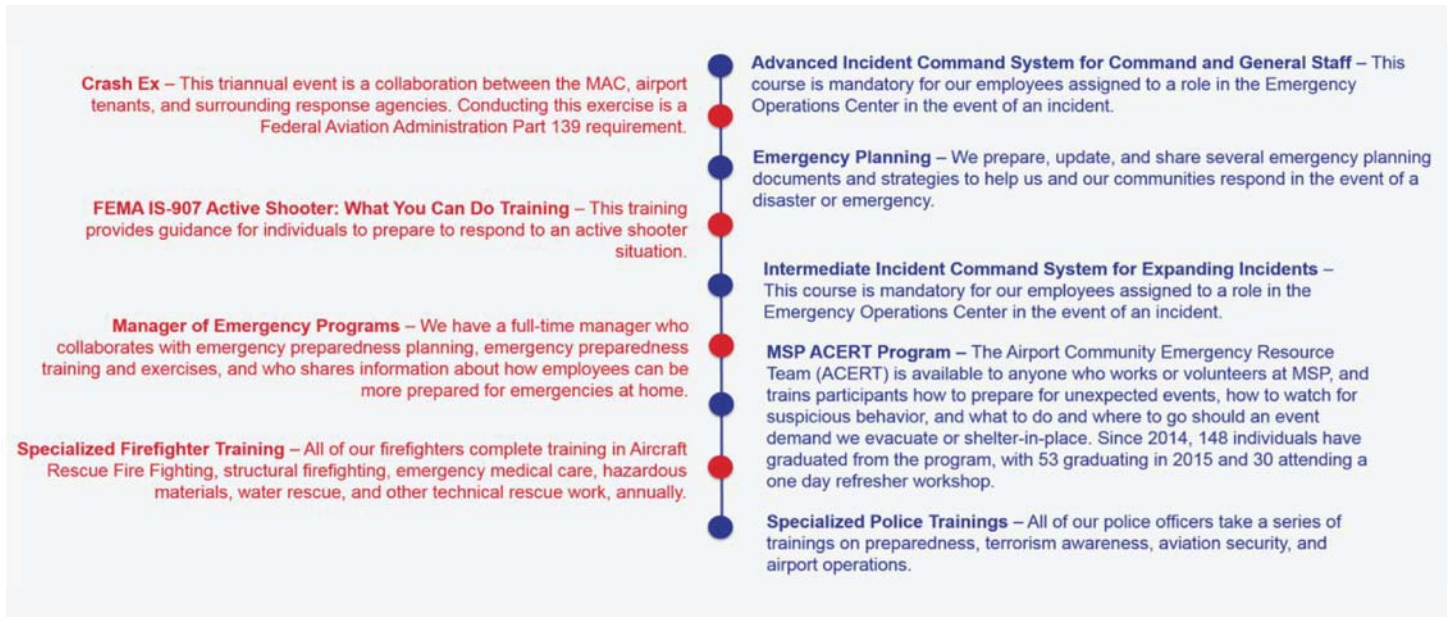 Advanced Incident Command System for Command and General Staff – This
course is mandatory for our employees assigned to a role in the Emergency
Operations Center in the event of an incident.
Crash Ex – This triannual event is a collaboration between the MAC, airport
tenants, and surrounding response agencies. Conducting this exercise is a
Federal Aviation Administration Part 139 requirement.
Emergency Planning – We prepare, update, and share several emergency planning
documents and strategies to help us and our communities respond in the event of a
disaster or emergency.
FEMA IS-907 Active Shooter: What You Can Do Training – This training
provides guidance for individuals to prepare to respond to an active shooter
situation.
Intermediate Incident Command System for Expanding Incidents –
This course is mandatory for our employees assigned to a role in the
Emergency Operations Center in the event of an incident.
Manager of Emergency Programs – We have a full-time manager who
collaborates with emergency preparedness planning, emergency preparedness
training and exercises, and who shares information about how employees can be
more prepared for emergencies at home.
MSP ACERT Program – The Airport Community Emergency Resource
Team (ACERT) is available to anyone who works or volunteers at MSP, and
trains participants how to prepare for unexpected events, how to watch for
suspicious behavior, and what to do and where to go should an event
demand we evacuate or shelter-in-place. Since 2014, 148 individuals have
graduated from the program, with 53 graduating in 2015 and 30 attending a
one day refresher workshop.
Specialized Firefighter Training – All of our firefighters complete training in Aircraft
Rescue Fire Fighting, structural firefighting, emergency medical care, hazardous
materials, water rescue, and other technical rescue work, annually.
Specialized Police Trainings – All of our police officers take a series of
trainings on preparedness, terrorism awareness, aviation security, and
airport operations.